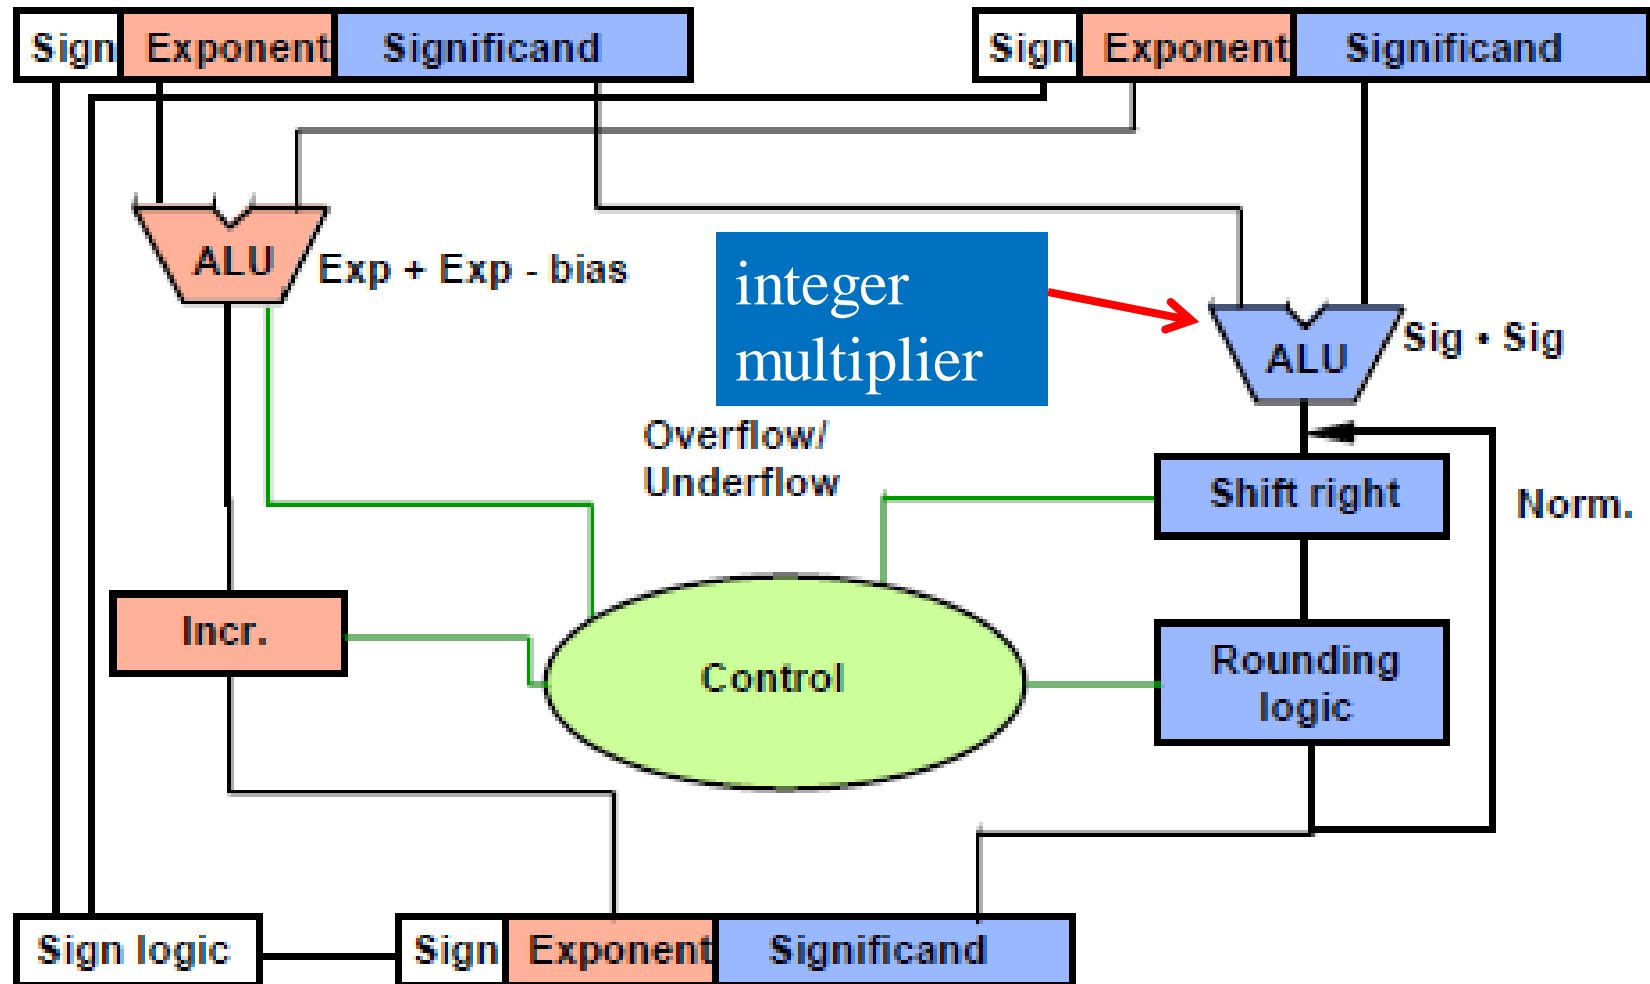 Sign Exponent Significand
Sign Exponent Significand
ALU
Exp + Exp - bias
integer
multiplier
ALU
Sig • Sig
Overflow/
Underflow
Shift right
Norm.
Incr.
Control
Rounding
logic
Sign logic
Sign Exponent Significand